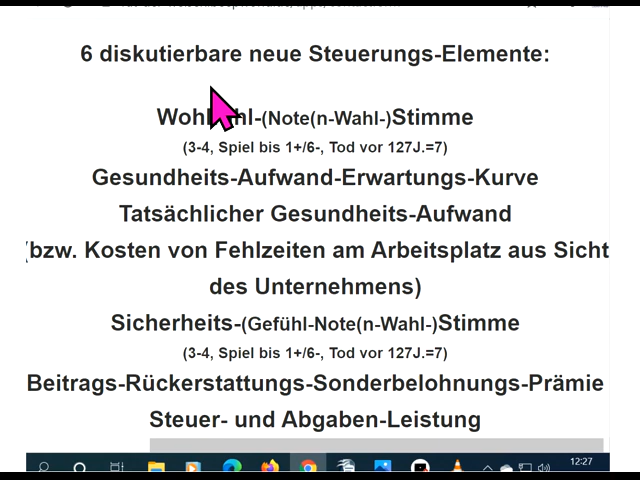 6 diskutierbare neue Steuerungs-Elemente:
-(Note(n-Wahl-)Stimme
(3-4, Spiel bis 1+/6-, Tod vor 127J.=7)
Gesundheits-Aufwand-Erwartungs-Kurve
Tatsächlicher Gesundheits-Aufwand
(bzw. Kosten von Fehlzeiten am Arbeitsplatz aus Sicht
des Unternehmens)
Sicherheits-(Gefühl-Note(n-Wahl-)Stimme
(3-4, Spiel bis 1+/6-, Tod vor 127J.=7)
Beitrags-Rückerstattungs-Sonderbelohnungs-Prämie
Steuer- und Abgaben-Leistung
12:27